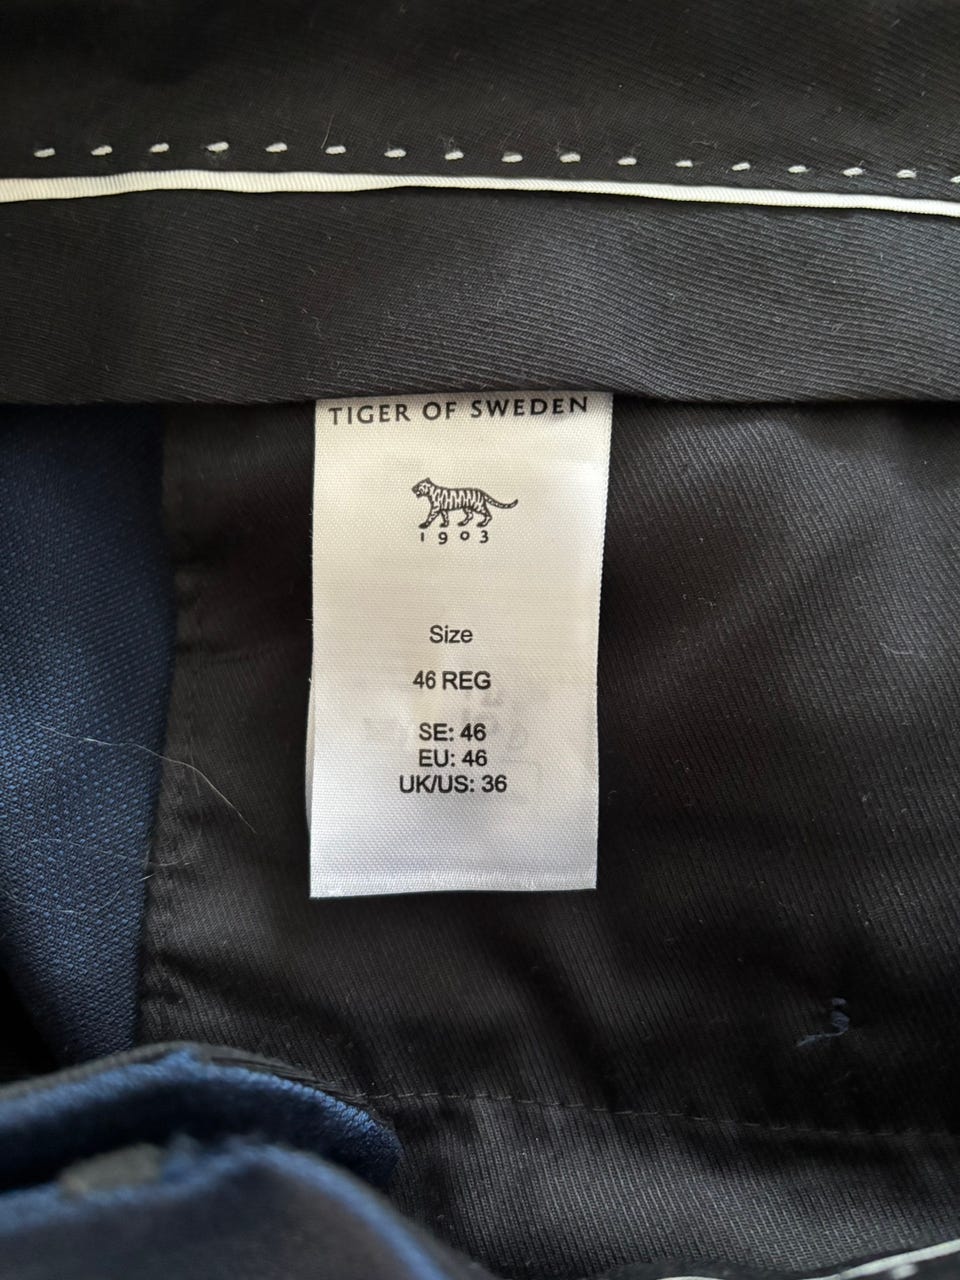 TIGER OF SWEDEN
1903
Size
46 REG
SE: 46
EU: 46
UK/US: 36